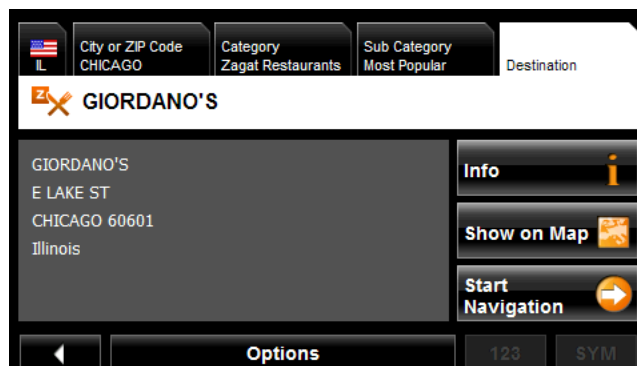 IL
City or ZIP Code
CHICAGO
Category
Zagat Restaurants
Sub Category
Most Popular
Destination
Z
GIORDANO'S
GIORDANO'S
E LAKE ST
CHICAGO 60601
Illinois
Info
i
Show on Map
Start
Navigation
Options
123
SYM